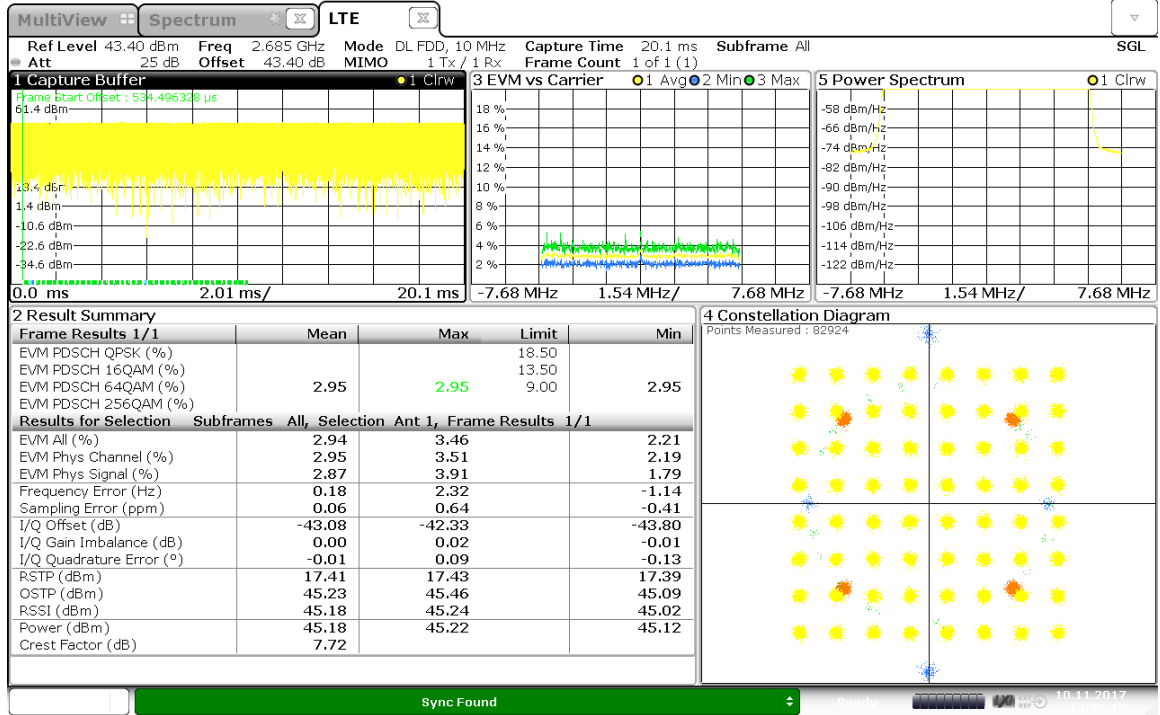 MultiView Spectrum X LTE X
Ref Level 43.40 dBm Freq 2.685 GHz Mode DL FDD, 10 MHz Capture Time 20.1 ms Subframe All SGL
Att 25 dB Offset 43.40 dB MIMO 1 Tx / 1 Rx Frame Count 1 of 1 (1)
1 Capture Buffer 1 Clrw
Frame Start Offset : 534.496328 µs
61.4 dBm
13.4 dBm
1.4 dBm
-10.6 dBm
-22.6 dBm
-34.6 dBm
0.0 ms 2.01 ms/ 20.1 ms
3 EVM vs Carrier 1 Avg 2 Min 3 Max
18 %
16 %
14 %
12 %
10 %
8 %
6 %
4 %
2 %
-7.68 MHz 1.54 MHz/ 7.68 MHz
5 Power Spectrum 1 Clrw
-58 dBm/Hz
-66 dBm/Hz
-74 dBm/Hz
-82 dBm/Hz
-90 dBm/Hz
-98 dBm/Hz
-106 dBm/Hz
-114 dBm/Hz
-122 dBm/Hz
-7.68 MHz 1.54 MHz/ 7.68 MHz
2 Result Summary
Frame Results 1/1 Mean Max Limit Min
EVM PDSCH QPSK (%) 18.50
EVM PDSCH 16QAM (%) 13.50
EVM PDSCH 64QAM (%) 2.95 2.95 9.00 2.95
EVM PDSCH 256QAM (%)
Results for Selection Subframes All, Selection Ant 1, Frame Results 1/1
EVM All (%) 2.94 3.46 2.21
EVM Phys Channel (%) 2.95 3.51 2.19
EVM Phys Signal (%) 2.87 3.91 1.79
Frequency Error (Hz) 0.18 2.32 -1.14
Sampling Error (ppm) 0.06 0.64 -0.41
I/Q Offset (dB) -43.08 -42.33 -43.80
I/Q Gain Imbalance (dB) 0.00 0.02 -0.01
I/Q Quadrature Error (º) -0.01 0.09 -0.13
RSTP (dBm) 17.41 17.43 17.39
OSTP (dBm) 45.23 45.46 45.09
RSSI (dBm) 45.18 45.24 45.02
Power (dBm) 45.18 45.22 45.12
Crest Factor (dB) 7.72
4 Constellation Diagram
Points Measured : 82924
Sync Found
Ready
10.11.2017